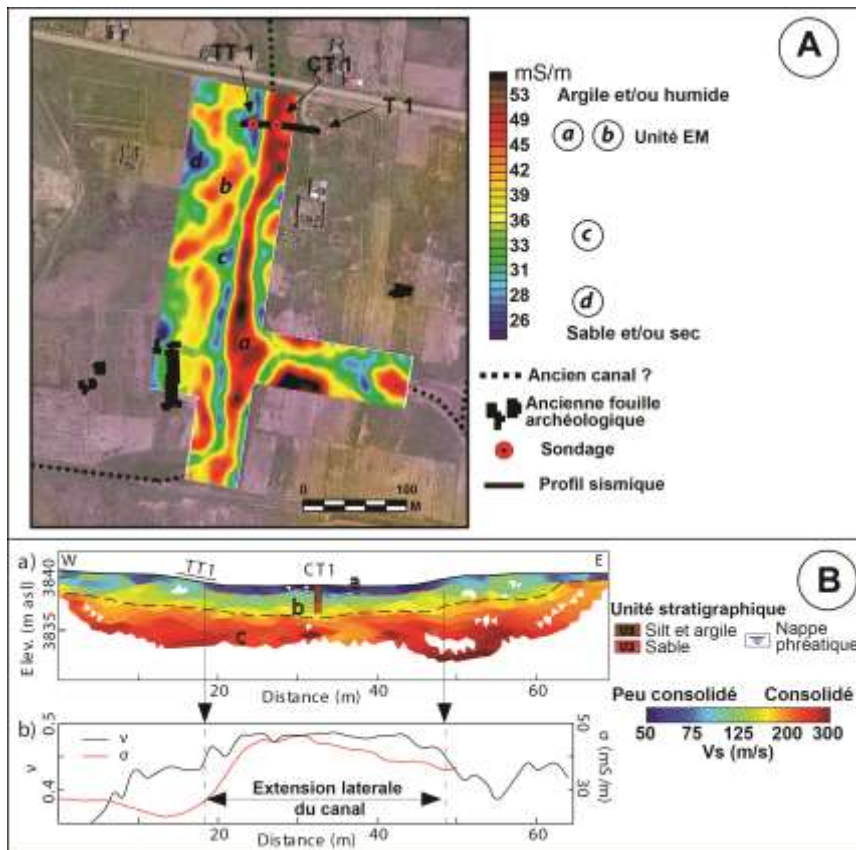 A
TT 1
CT 1
T 1
d
b
c
a
0 100
M
mS/m
53
49
45
42
39
36
33
31
28
26
Argile et/ou humide
a b Unité EM
c
d
Sable et/ou sec
Ancien canal ?
Ancienne fouille
archéologique
Sondage
Profil sismique
B
a)
W TT1 CT1 E
a
b
c
3840
3835
Elev. (m asl)
20 40 60
Distance (m)
Unité stratigraphique
Silt et argile
Sable
Nappe
phréatique
Peu consolidé Consolidé
50 75 125 200 300
Vs (m/s)
b)
ν
σ
0.5
0.4
ν
50
30
σ (mS/m)
Extension laterale
du canal
20 40 60
Distance (m)